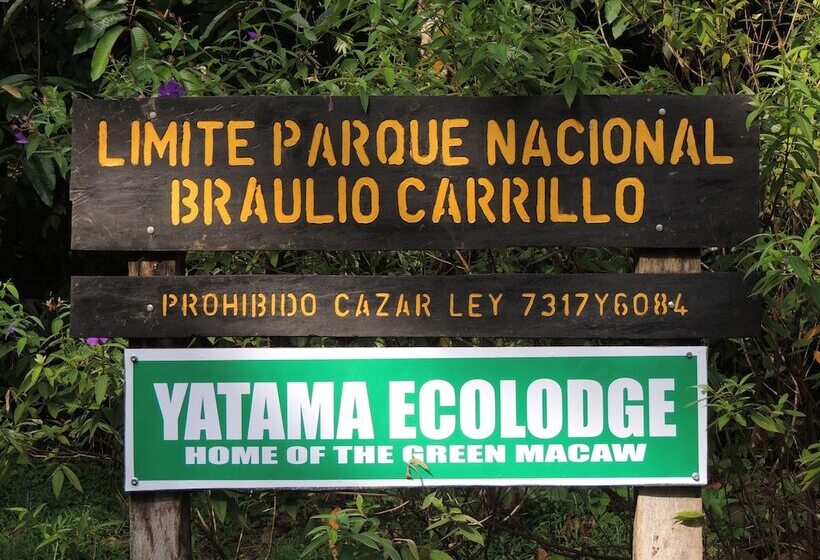 LIMITE PARQUE NACIONAL
BRAULIO CARRILLO
PROHIBIDO CAZAR LEY 7317Y6084
YATAMA ECOLODGE
HOME OF THE GREEN MACAW